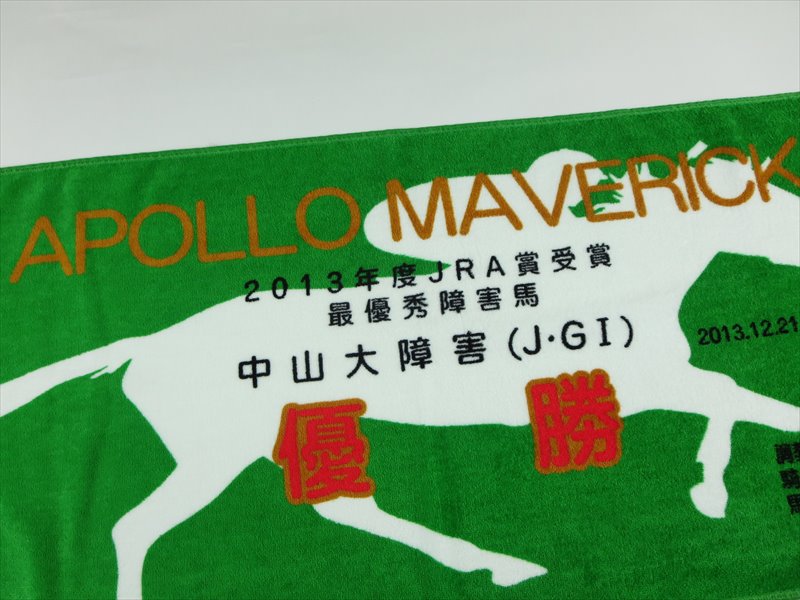 APOLLO MAVERICK
2013年度JRA賞受賞
最優秀障害馬
中山大障害(J・GⅠ)
2013.12.21
優勝